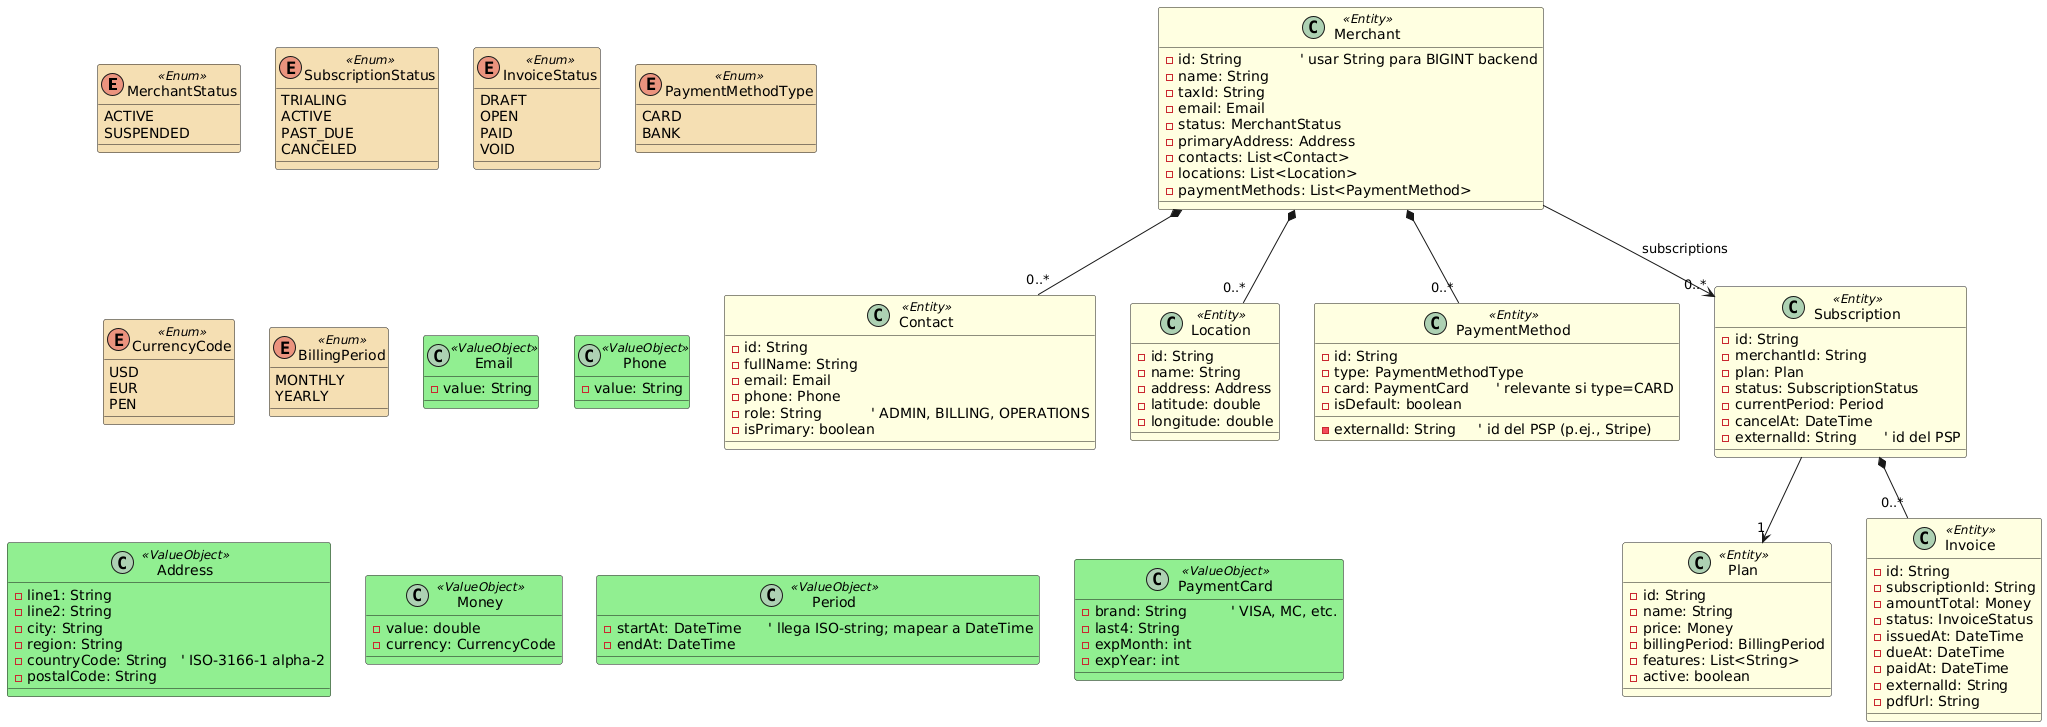 «Enum»
E MerchantStatus
ACTIVE
SUSPENDED
«Enum»
E SubscriptionStatus
TRIALING
ACTIVE
PAST_DUE
CANCELED
«Enum»
E InvoiceStatus
DRAFT
OPEN
PAID
VOID
«Enum»
E PaymentMethodType
CARD
BANK
«Entity»
C Merchant
id: String ' usar String para BIGINT backend
name: String
taxId: String
email: Email
status: MerchantStatus
primaryAddress: Address
contacts: List<Contact>
locations: List<Location>
paymentMethods: List<PaymentMethod>
subscriptions
0..*
0..*
0..*
0..*
«Enum»
E CurrencyCode
USD
EUR
PEN
«Enum»
E BillingPeriod
MONTHLY
YEARLY
«ValueObject»
C Email
value: String
«ValueObject»
C Phone
value: String
«Entity»
C Contact
id: String
fullName: String
email: Email
phone: Phone
role: String ' ADMIN, BILLING, OPERATIONS
isPrimary: boolean
«Entity»
C Location
id: String
name: String
address: Address
latitude: double
longitude: double
«Entity»
C PaymentMethod
id: String
type: PaymentMethodType
card: PaymentCard ' relevante si type=CARD
isDefault: boolean
externalId: String ' id del PSP (p.ej., Stripe)
«Entity»
C Subscription
id: String
merchantId: String
plan: Plan
status: SubscriptionStatus
currentPeriod: Period
cancelAt: DateTime
externalId: String ' id del PSP
1
0..*
«ValueObject»
C Address
line1: String
line2: String
city: String
region: String
countryCode: String ' ISO-3166-1 alpha-2
postalCode: String
«ValueObject»
C Money
value: double
currency: CurrencyCode
«ValueObject»
C Period
startAt: DateTime ' llega ISO-string; mapear a DateTime
endAt: DateTime
«ValueObject»
C PaymentCard
brand: String ' VISA, MC, etc.
last4: String
expMonth: int
expYear: int
«Entity»
C Plan
id: String
name: String
price: Money
billingPeriod: BillingPeriod
features: List<String>
active: boolean
«Entity»
C Invoice
id: String
subscriptionId: String
amountTotal: Money
status: InvoiceStatus
issuedAt: DateTime
dueAt: DateTime
paidAt: DateTime
externalId: String
pdfUrl: String